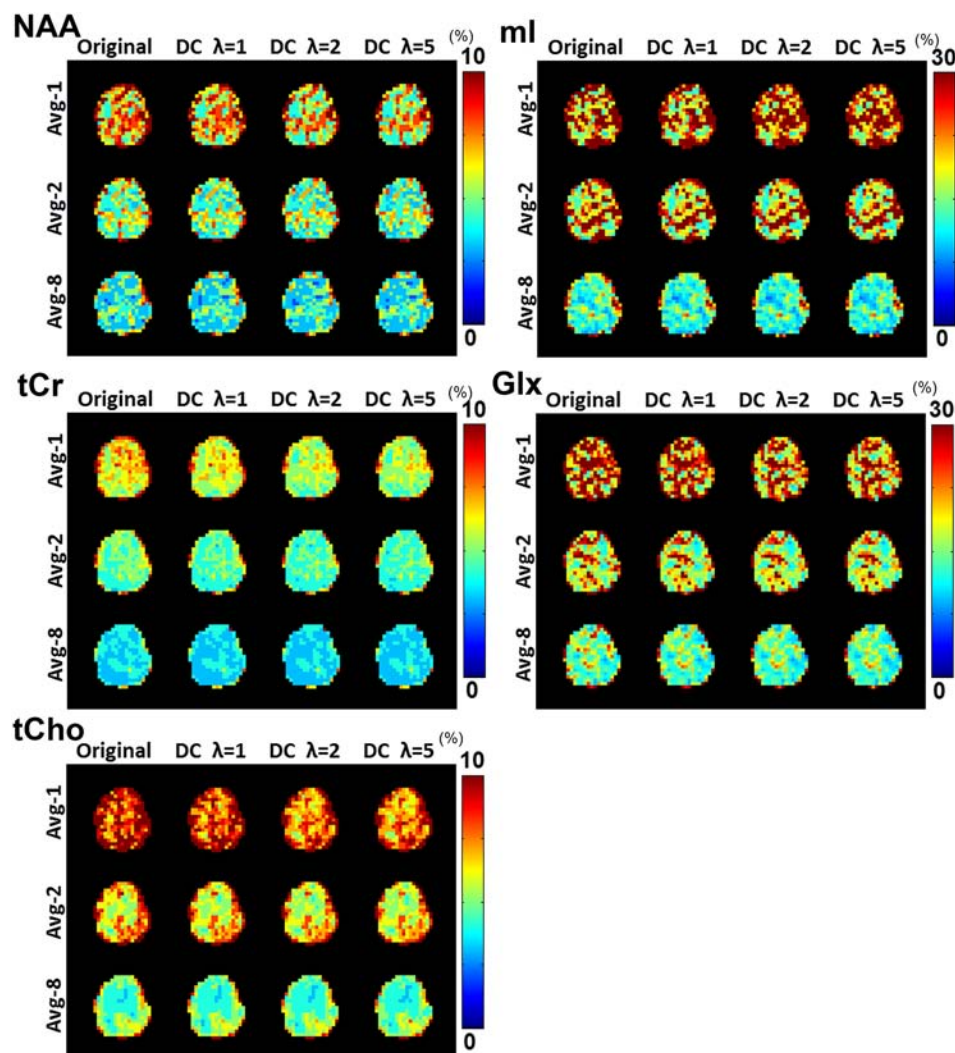 NAA
Original DC λ=1 DC λ=2 DC λ=5 (%)
10
Avg-1
Avg-2
Avg-8
0
mI
Original DC λ=1 DC λ=2 DC λ=5 (%)
30
Avg-1
Avg-2
Avg-8
0
tCr
Original DC λ=1 DC λ=2 DC λ=5 (%)
10
Avg-1
Avg-2
Avg-8
0
Glx
Original DC λ=1 DC λ=2 DC λ=5 (%)
30
Avg-1
Avg-2
Avg-8
0
tCho
Original DC λ=1 DC λ=2 DC λ=5 (%)
10
Avg-1
Avg-2
Avg-8
0